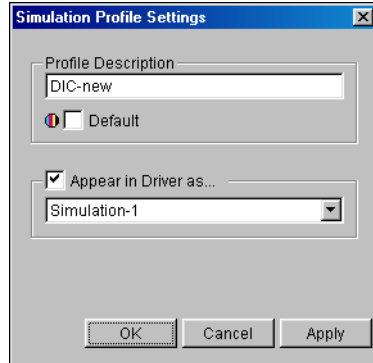 Simulation Profile Settings
Profile Description
DIC-new
Default
Appear in Driver as...
Simulation-1
OK Cancel Apply